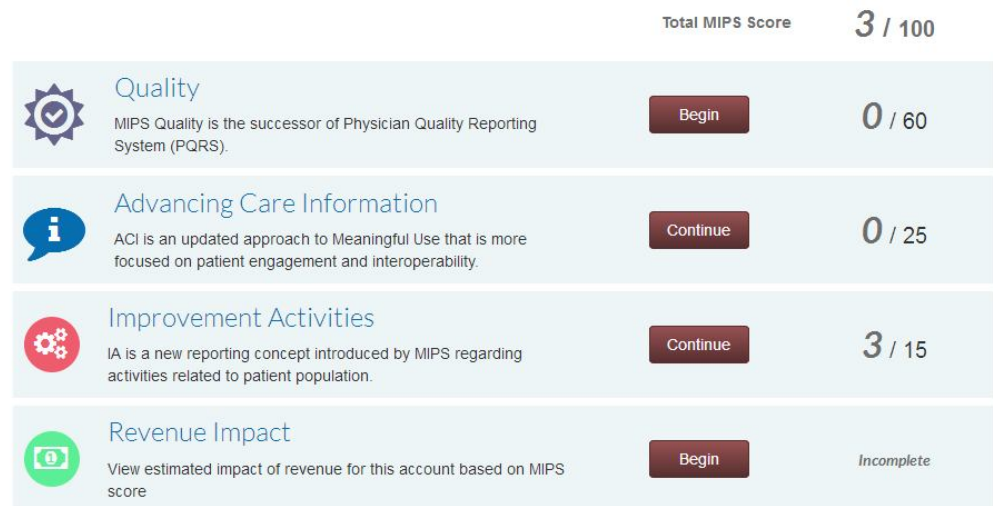 Total MIPS Score 3 / 100
Quality
MIPS Quality is the successor of Physician Quality Reporting
System (PQRS).
Begin
0 / 60
Advancing Care Information
ACI is an updated approach to Meaningful Use that is more
focused on patient engagement and interoperability.
Continue
0 / 25
Improvement Activities
IA is a new reporting concept introduced by MIPS regarding
activities related to patient population.
Continue
3 / 15
Revenue Impact
View estimated impact of revenue for this account based on MIPS
score
Begin
Incomplete